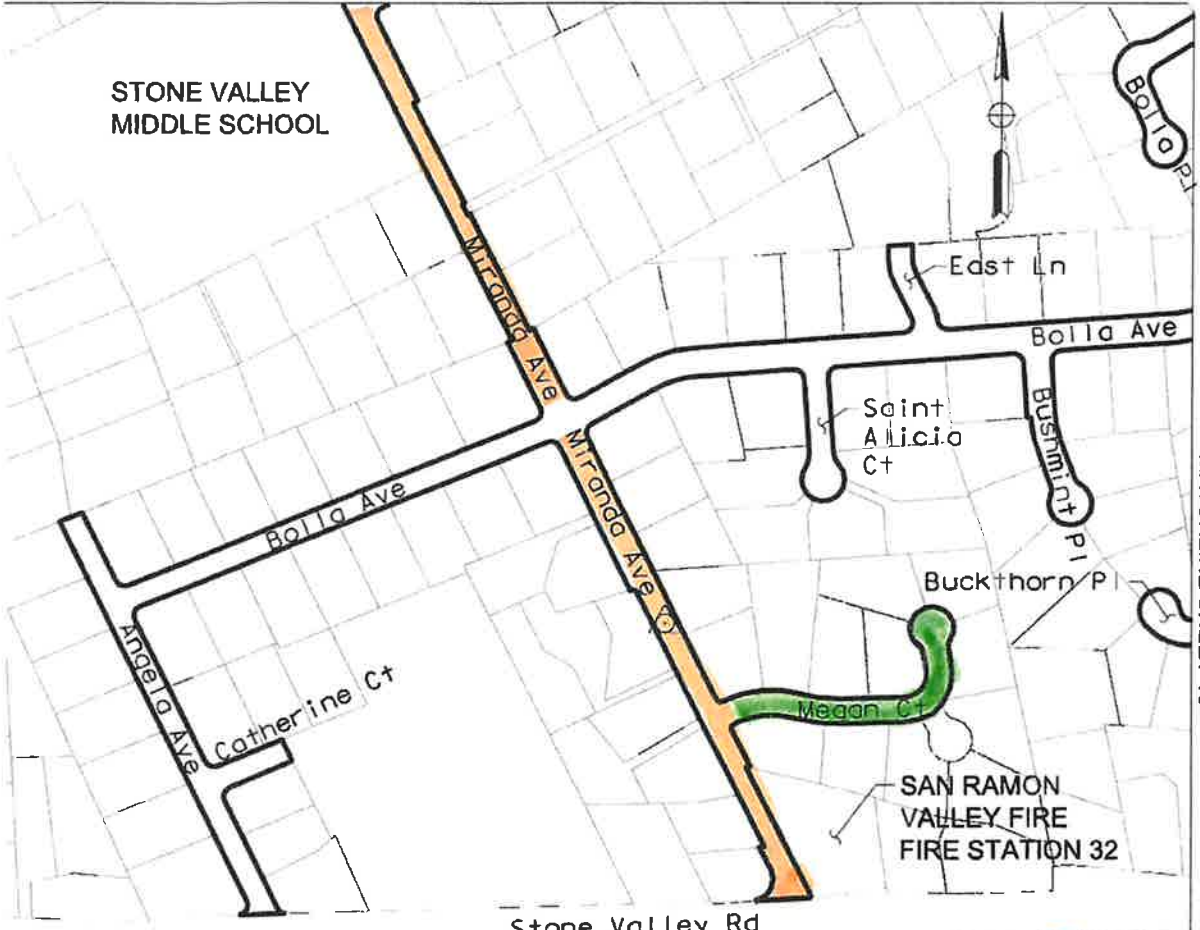 STONE VALLEY
MIDDLE SCHOOL
Bolla
Pl
Miranda Ave
East Ln
Bolla Ave
Saint
Alicia
Ct
Bushmint Pl
Miranda Ave
Bolla Ave
Buckthorn Pl
Angela Ave
Catherine Ct
Megan Ct
SAN RAMON
VALLEY FIRE
FIRE STATION 32
Stone Valley Rd